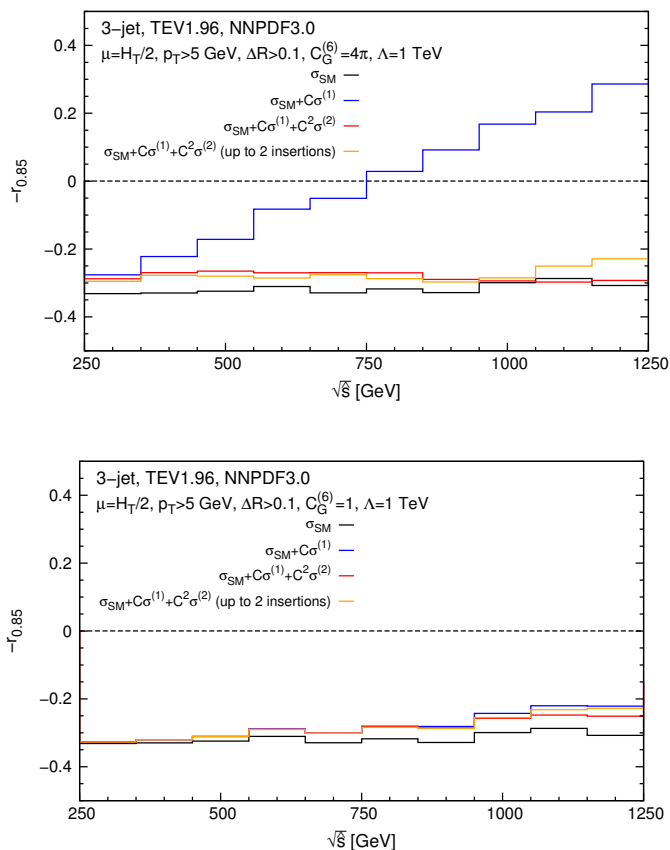 3-jet, TEV1.96, NNPDF3.0
μ=H_T/2, p_T>5 GeV, ΔR>0.1, C_G^(6)=4π, Λ=1 TeV
σ_SM
σ_SM+Cσ^(1)
σ_SM+Cσ^(1)+C²σ^(2)
σ_SM+Cσ^(1)+C²σ^(2) (up to 2 insertions)
0.4
0.2
0
-0.2
-0.4
-r_0.85
250
500
750
1000
1250
√ŝ [GeV]
3-jet, TEV1.96, NNPDF3.0
μ=H_T/2, p_T>5 GeV, ΔR>0.1, C_G^(6)=1, Λ=1 TeV
σ_SM
σ_SM+Cσ^(1)
σ_SM+Cσ^(1)+C²σ^(2)
σ_SM+Cσ^(1)+C²σ^(2) (up to 2 insertions)
0.4
0.2
0
-0.2
-0.4
-r_0.85
250
500
750
1000
1250
√ŝ [GeV]